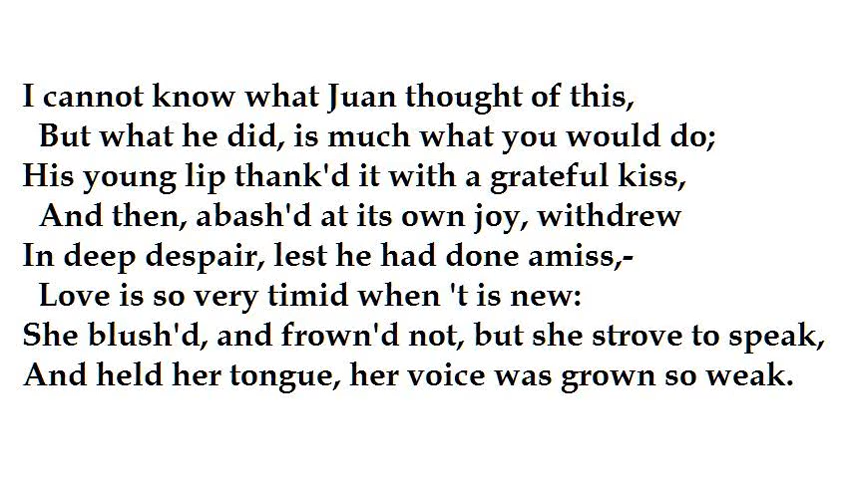 I cannot know what Juan thought of this,
But what he did, is much what you would do;
His young lip thank'd it with a grateful kiss,
And then, abash'd at its own joy, withdrew
In deep despair, lest he had done amiss,-
Love is so very timid when 't is new:
She blush'd, and frown'd not, but she strove to speak,
And held her tongue, her voice was grown so weak.